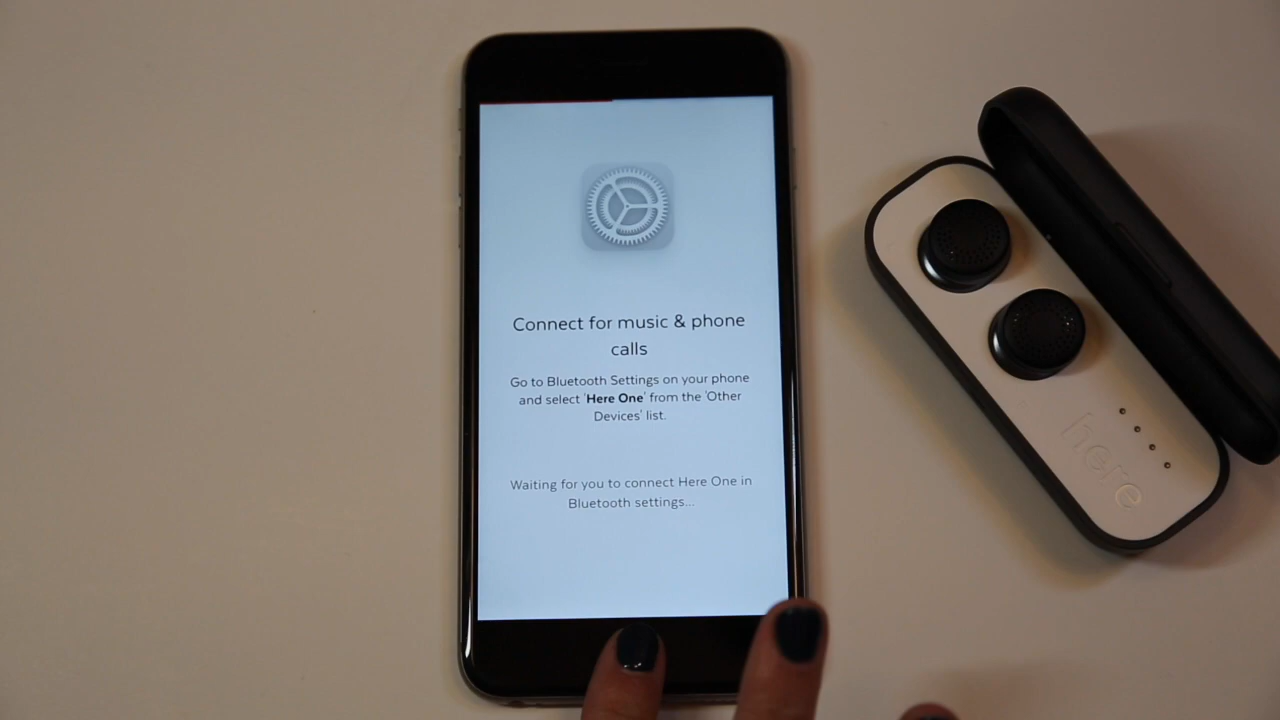 Connect for music & phone
calls
Go to Bluetooth Settings on your phone
and select 'Here One' from the 'Other
Devices' list.
Waiting for you to connect Here One in
Bluetooth settings...
here